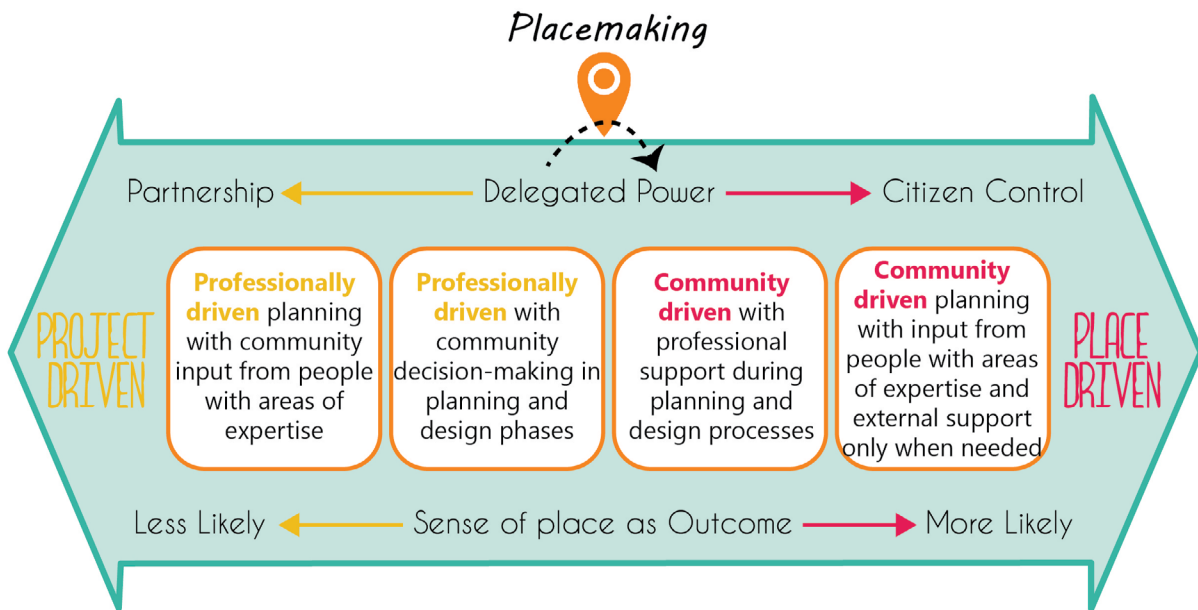 Placemaking
Partnership
Delegated Power
Citizen Control
PROJECT
DRIVEN
Professionally
driven planning
with community
input from people
with areas of
expertise
Professionally
driven with
community
decision-making in
planning and
design phases
Community
driven with
professional
support during
planning and
design processes
Community
driven planning
with input from
people with areas
of expertise and
external support
only when needed
PLACE
DRIVEN
Less Likely
Sense of place as Outcome
More Likely